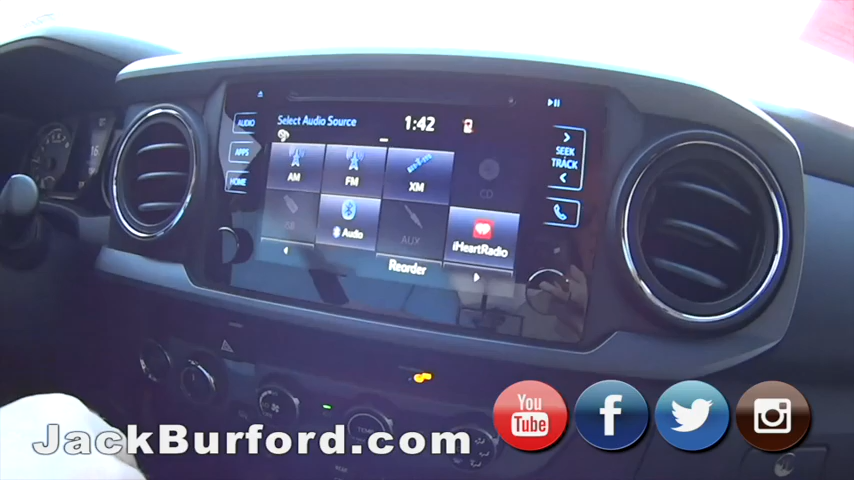 Select Audio Source
1:42
AUDIO
APPS
HOME
AM
FM
XM
CD
Audio
AUX
iHeartRadio
Reorder
SEEK
TRACK
16
You
Tube
JackBurford.com